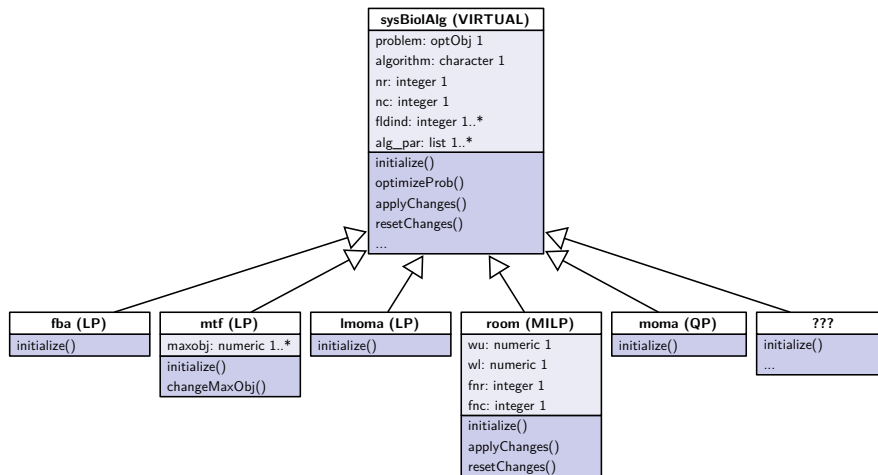 sysBiolAlg (VIRTUAL)
problem: optObj 1
algorithm: character 1
nr: integer 1
nc: integer 1
fldind: integer 1..*
alg_par: list 1..*
initialize()
optimizeProb()
applyChanges()
resetChanges()
...
fba (LP)
initialize()
mtf (LP)
maxobj: numeric 1..*
initialize()
changeMaxObj()
lmoma (LP)
initialize()
room (MILP)
wu: numeric 1
wl: numeric 1
fnr: integer 1
fnc: integer 1
initialize()
applyChanges()
resetChanges()
moma (QP)
initialize()
???
initialize()
...